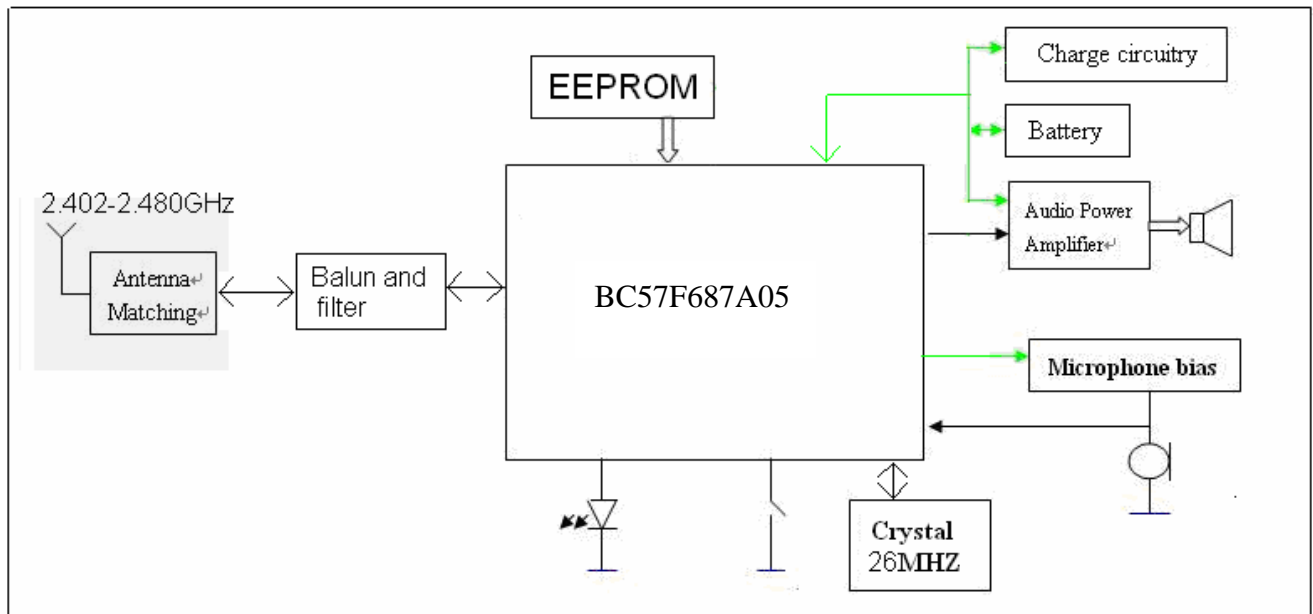 EEPROM
Charge circuitry
Battery
2.402-2.480GHz
Antenna
Matching
Balun and
filter
BC57F687A05
Audio Power
Amplifier
Microphone bias
Crystal
26MHZ